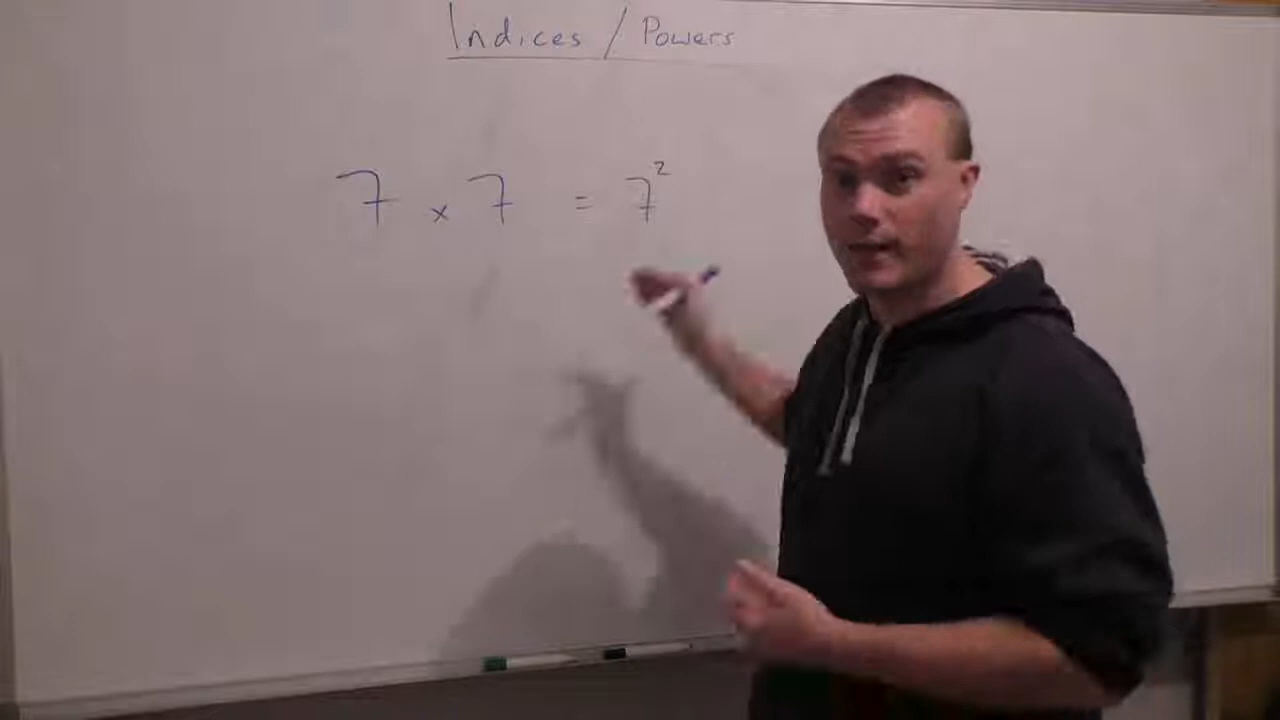 Indices / Powers
7 × 7 = 7²